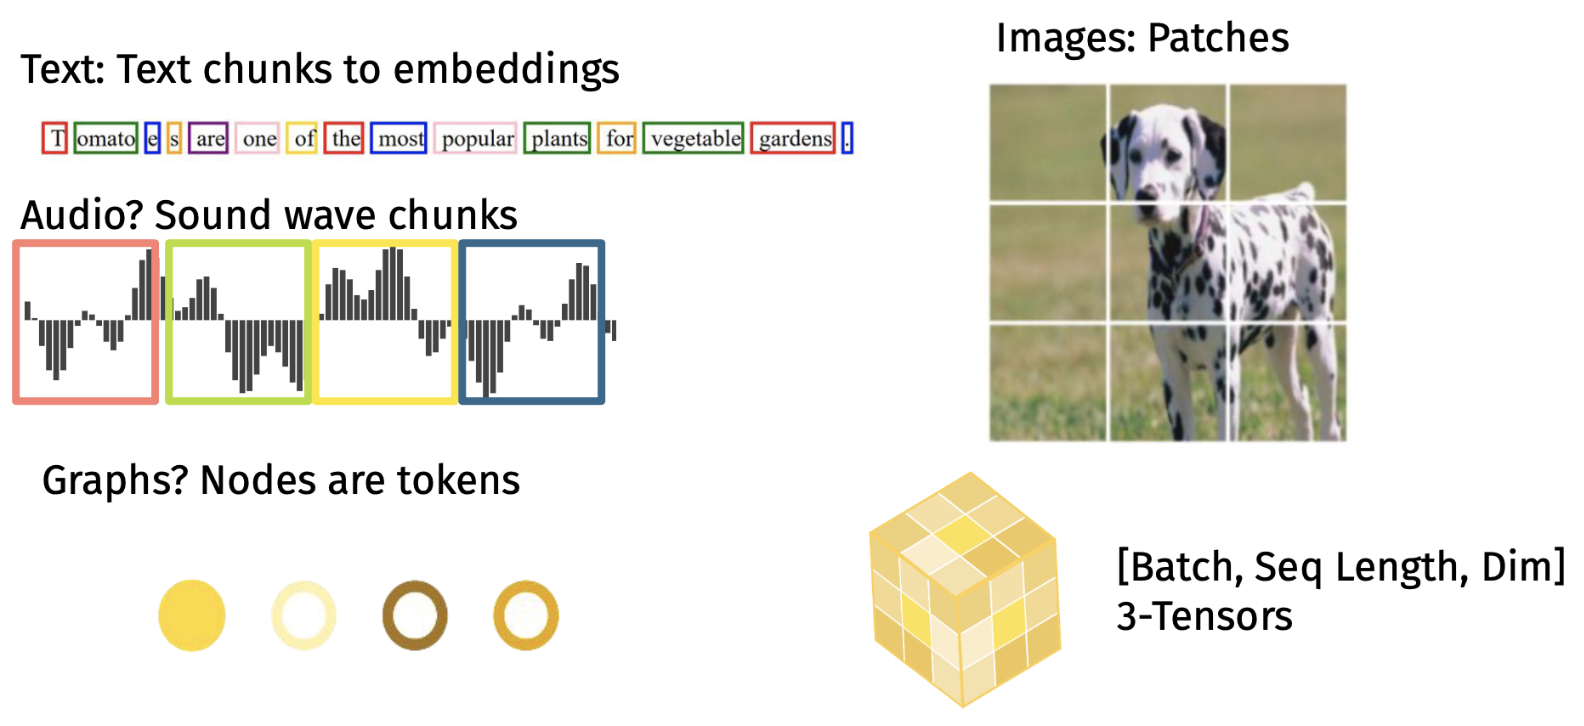 Text: Text chunks to embeddings
T omato e s are one of the most popular plants for vegetable gardens .
Audio? Sound wave chunks
Graphs? Nodes are tokens
Images: Patches
[Batch, Seq Length, Dim]
3-Tensors